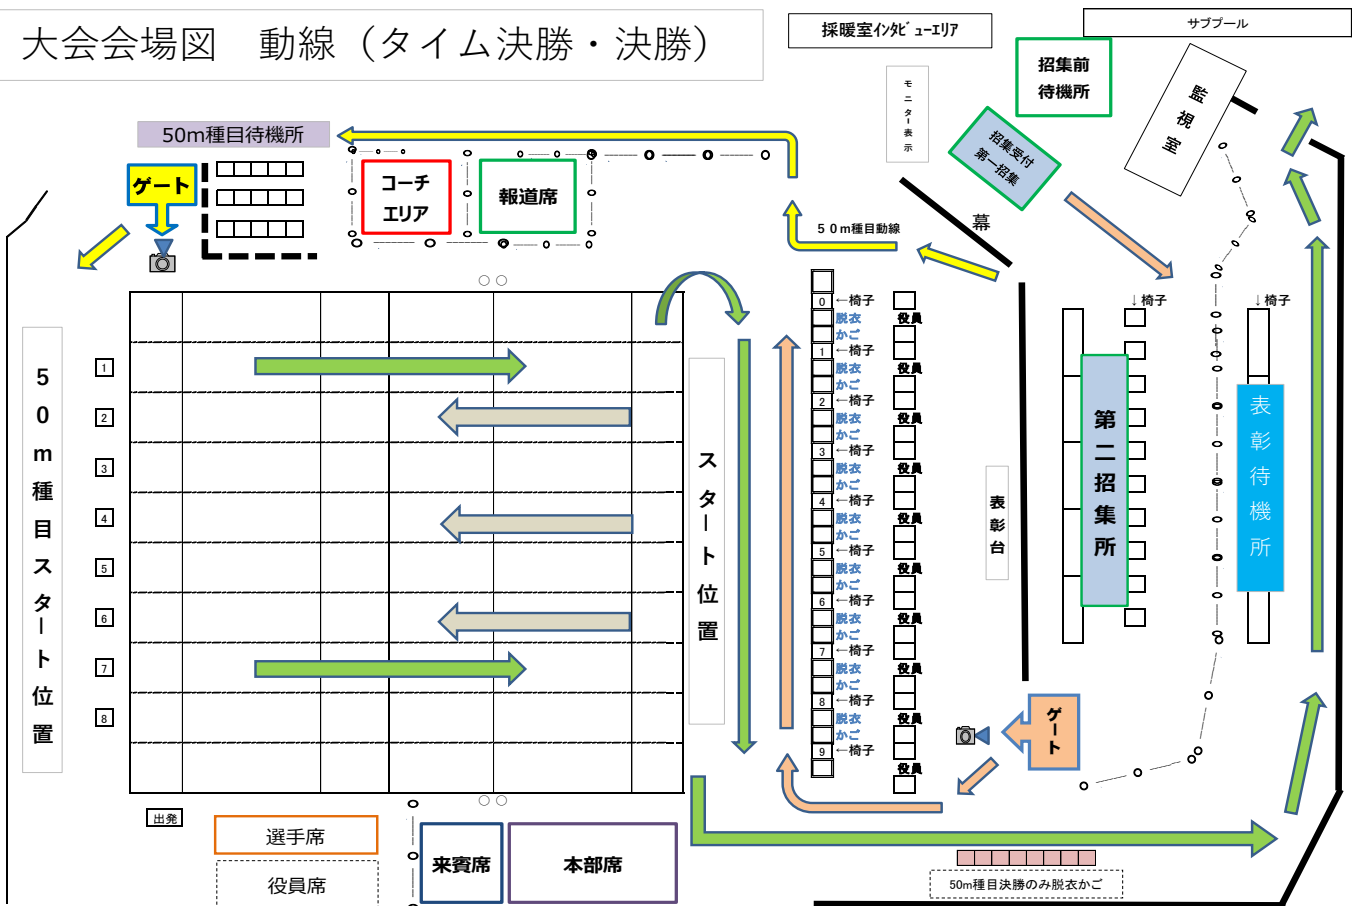 大会会場図　動線（タイム決勝・決勝）
採暖室ｲﾝﾀﾋﾞｭｰｴﾘｱ
サブプール
招集前
待機所
モニター表示
監視室
招集受付
第一招集
50m種目待機所
ゲート
コーチ
エリア
報道席
５０m種目動線
幕
50m種目スタート位置
1
2
3
4
5
6
7
8
スタート位置
0 ←椅子
脱衣 役員
かご
1 ←椅子
脱衣 役員
かご
2 ←椅子
脱衣 役員
かご
3 ←椅子
脱衣 役員
かご
4 ←椅子
脱衣 役員
かご
5 ←椅子
脱衣 役員
かご
6 ←椅子
脱衣 役員
かご
7 ←椅子
脱衣 役員
かご
8 ←椅子
脱衣 役員
かご
9 ←椅子
役員
表彰台
↓椅子
第二招集所
↓椅子
表彰待機所
ゲート
出発
選手席
役員席
来賓席
本部席
50m種目決勝のみ脱衣かご